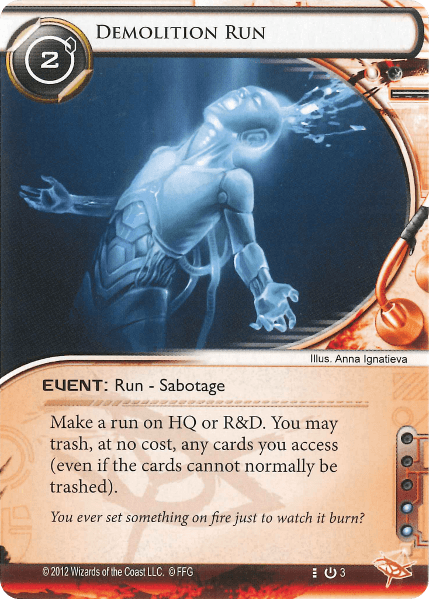 Demolition Run
2
Illus. Anna Ignatieva
EVENT: Run - Sabotage
Make a run on HQ or R&D. You may
trash, at no cost, any cards you access
(even if the cards cannot normally be
trashed).
You ever set something on fire just to watch it burn?
© 2012 Wizards of the Coast LLC. © FFG
3